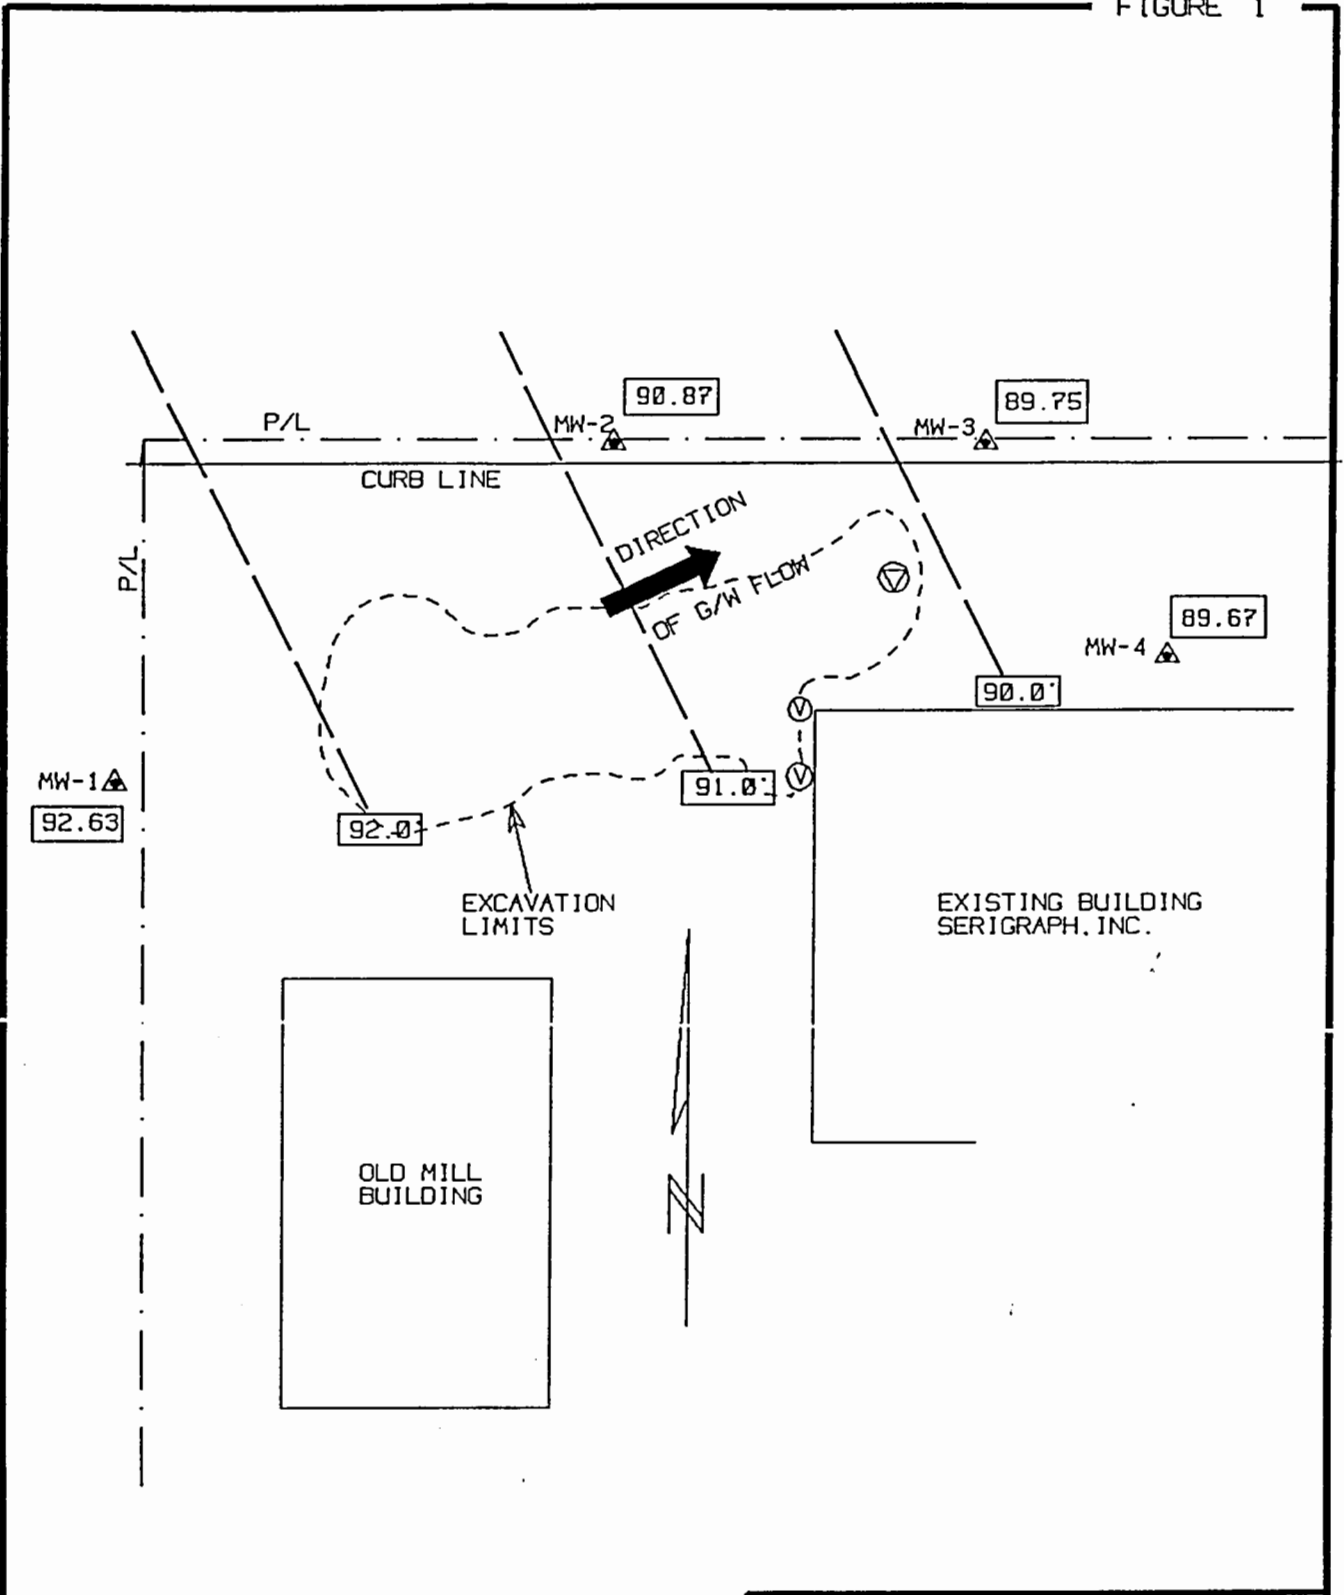 FIGURE 1
90.87
89.75
P/L
MW-2
MW-3
CURB LINE
DIRECTION
OF G/W FLOW
P/L
89.67
MW-4
90.0'
V
V
MW-1
91.0'
92.63
92.0'
EXCAVATION
LIMITS
EXISTING BUILDING
SERIGRAPH, INC.
OLD MILL
BUILDING
N